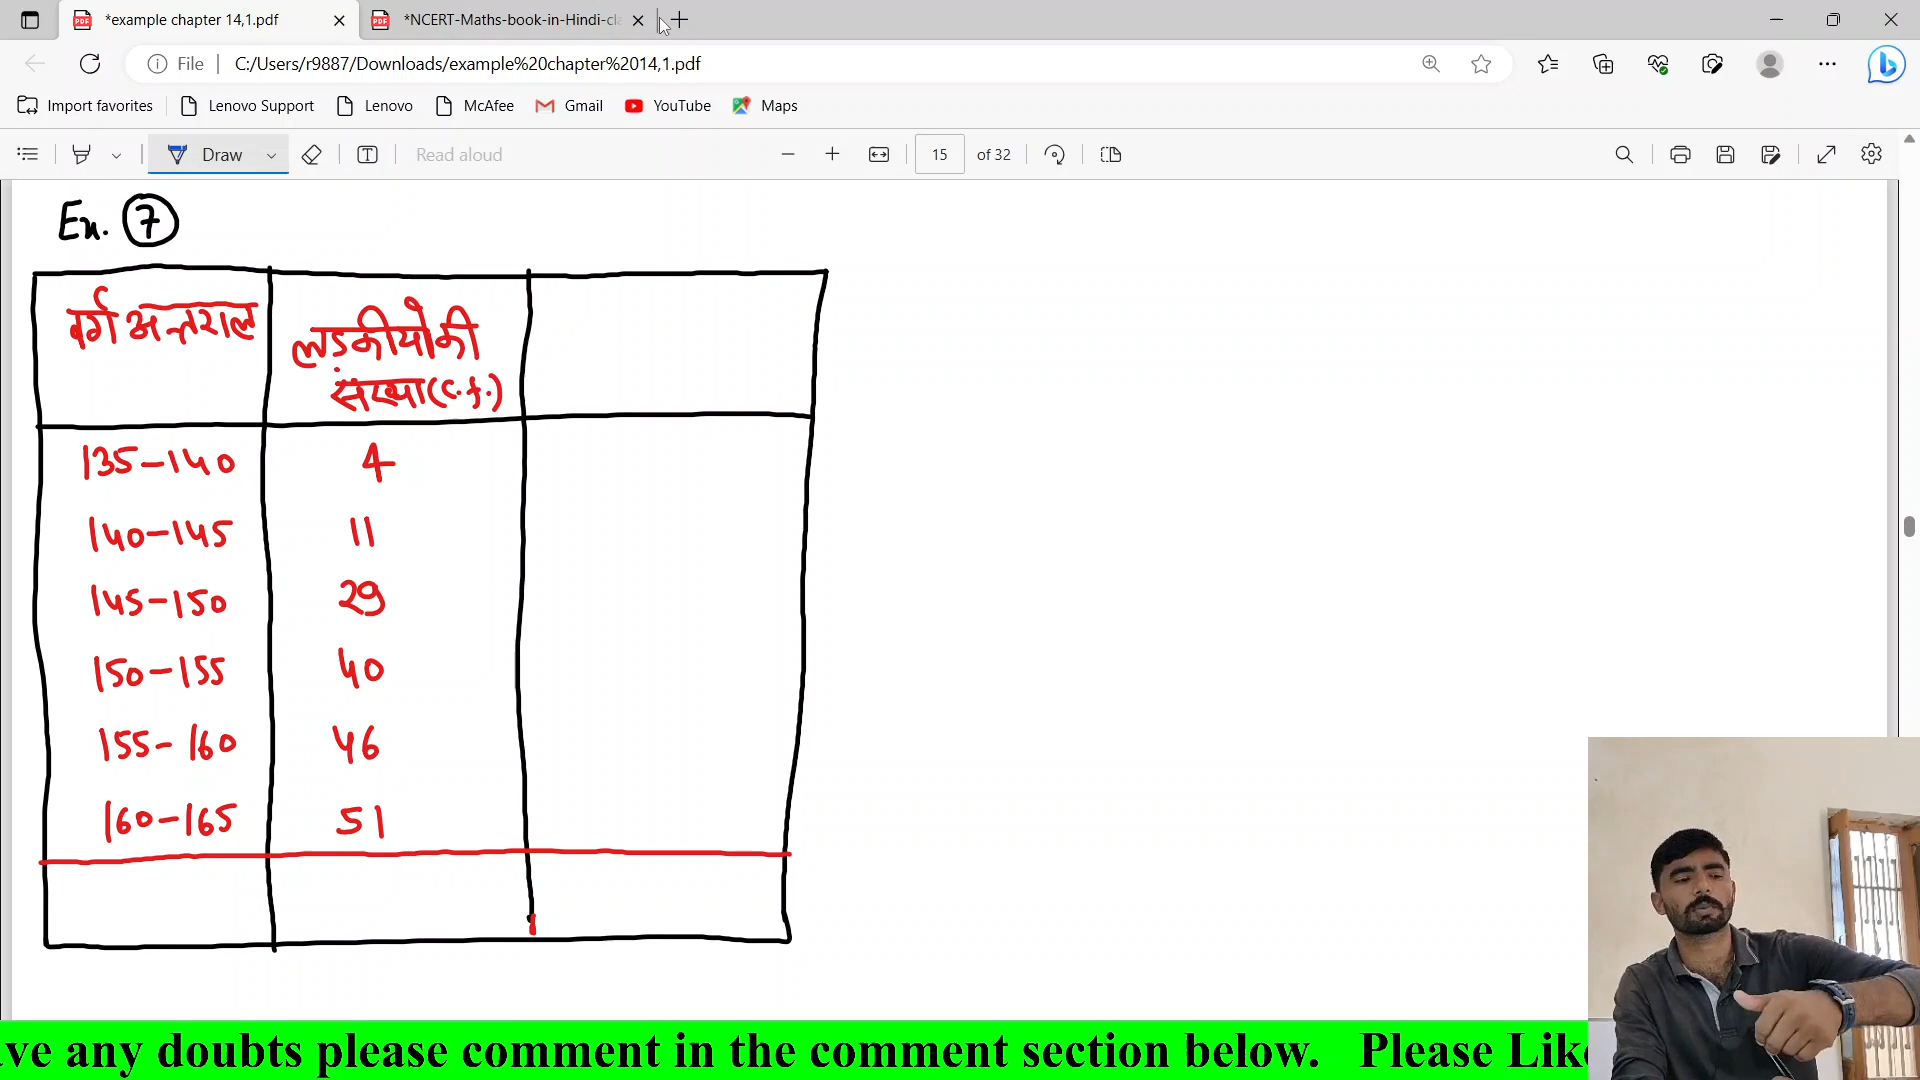 *example chapter 14,1.pdf
*NCERT-Maths-book-in-Hindi-cla
File
C:/Users/r9887/Downloads/example%20chapter%2014,1.pdf
Import favorites
Lenovo Support
Lenovo
McAfee
Gmail
YouTube
Maps
Draw
Read aloud
15 of 32
Ex. 7
वर्ग अन्तराल
लडकीयो की
संख्या (c.f.)
135-140 4
140-145 11
145-150 29
150-155 40
155-160 46
160-165 51
ve any doubts please comment in the comment section below. Please Like